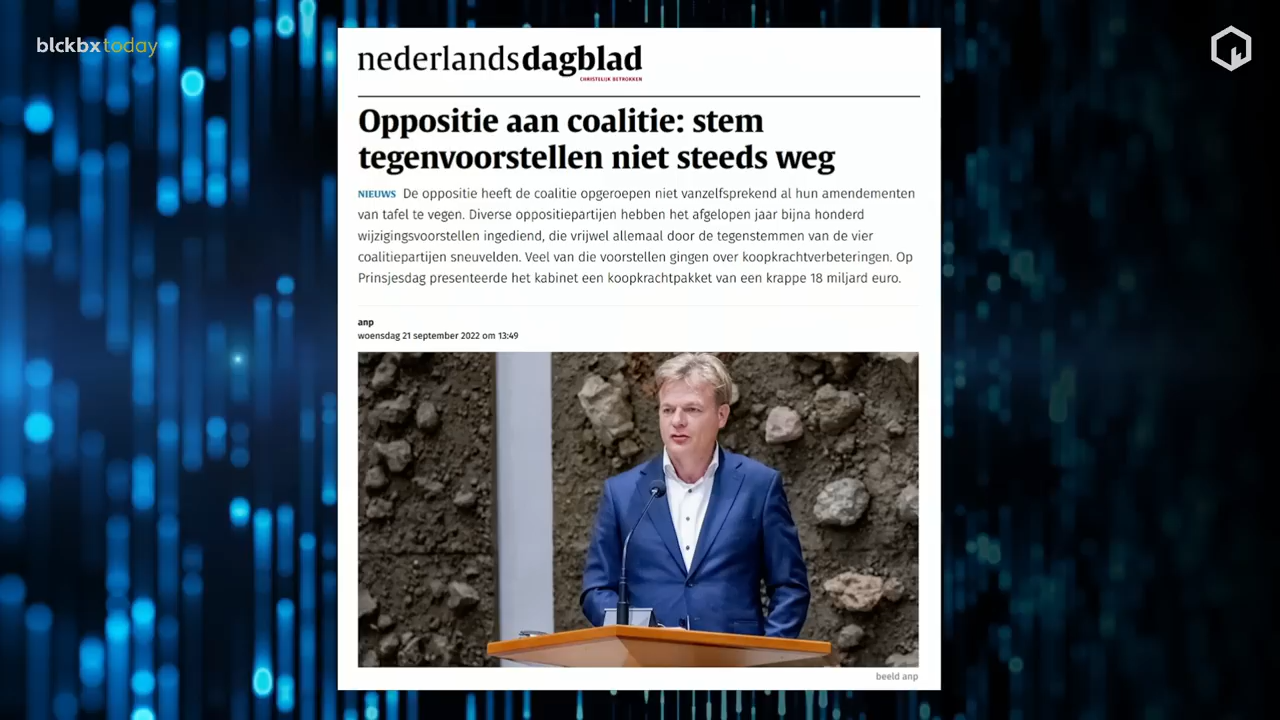 blckbxtoday
nederlandsdagblad
CHRISTELIJK BETROKKEN
Oppositie aan coalitie: stem
tegenvoorstellen niet steeds weg
NIEUWS De oppositie heeft de coalitie opgeroepen niet vanzelfsprekend al hun amendementen
van tafel te vegen. Diverse oppositiepartijen hebben het afgelopen jaar bijna honderd
wijzigingsvoorstellen ingediend, die vrijwel allemaal door de tegenstemmen van de vier
coalitiepartijen sneuvelden. Veel van die voorstellen gingen over koopkrachtverbeteringen. Op
Prinsjesdag presenteerde het kabinet een koopkrachtpakket van een krappe 18 miljard euro.
anp
woensdag 21 september 2022 om 13:49
beeld anp